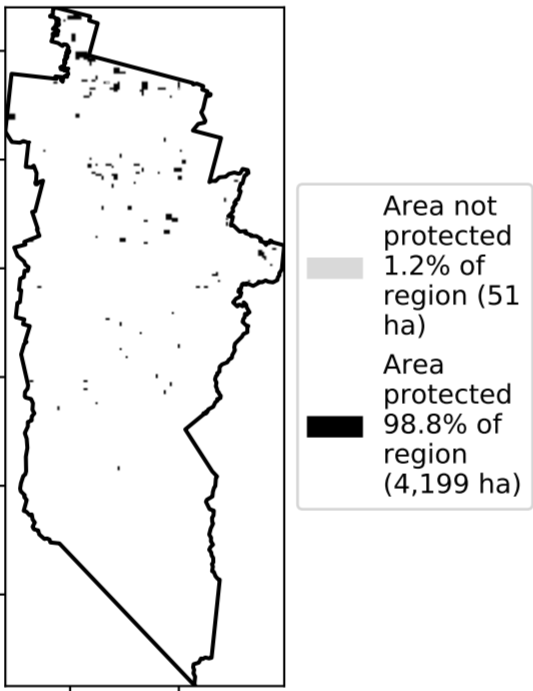 Area not
protected
1.2% of
region (51
ha)
Area
protected
98.8% of
region
(4,199 ha)